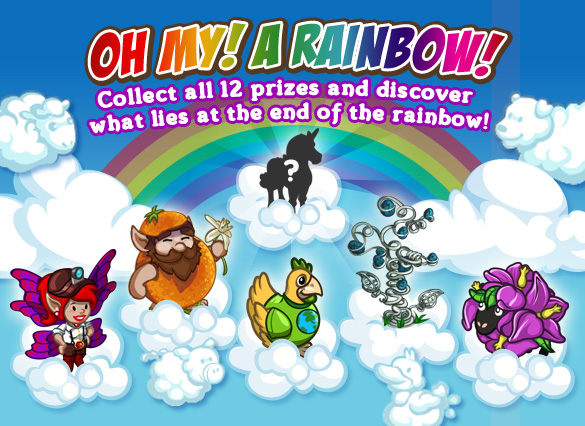 OH MY! A RAINBOW!
Collect all 12 prizes and discover
what lies at the end of the rainbow!
?